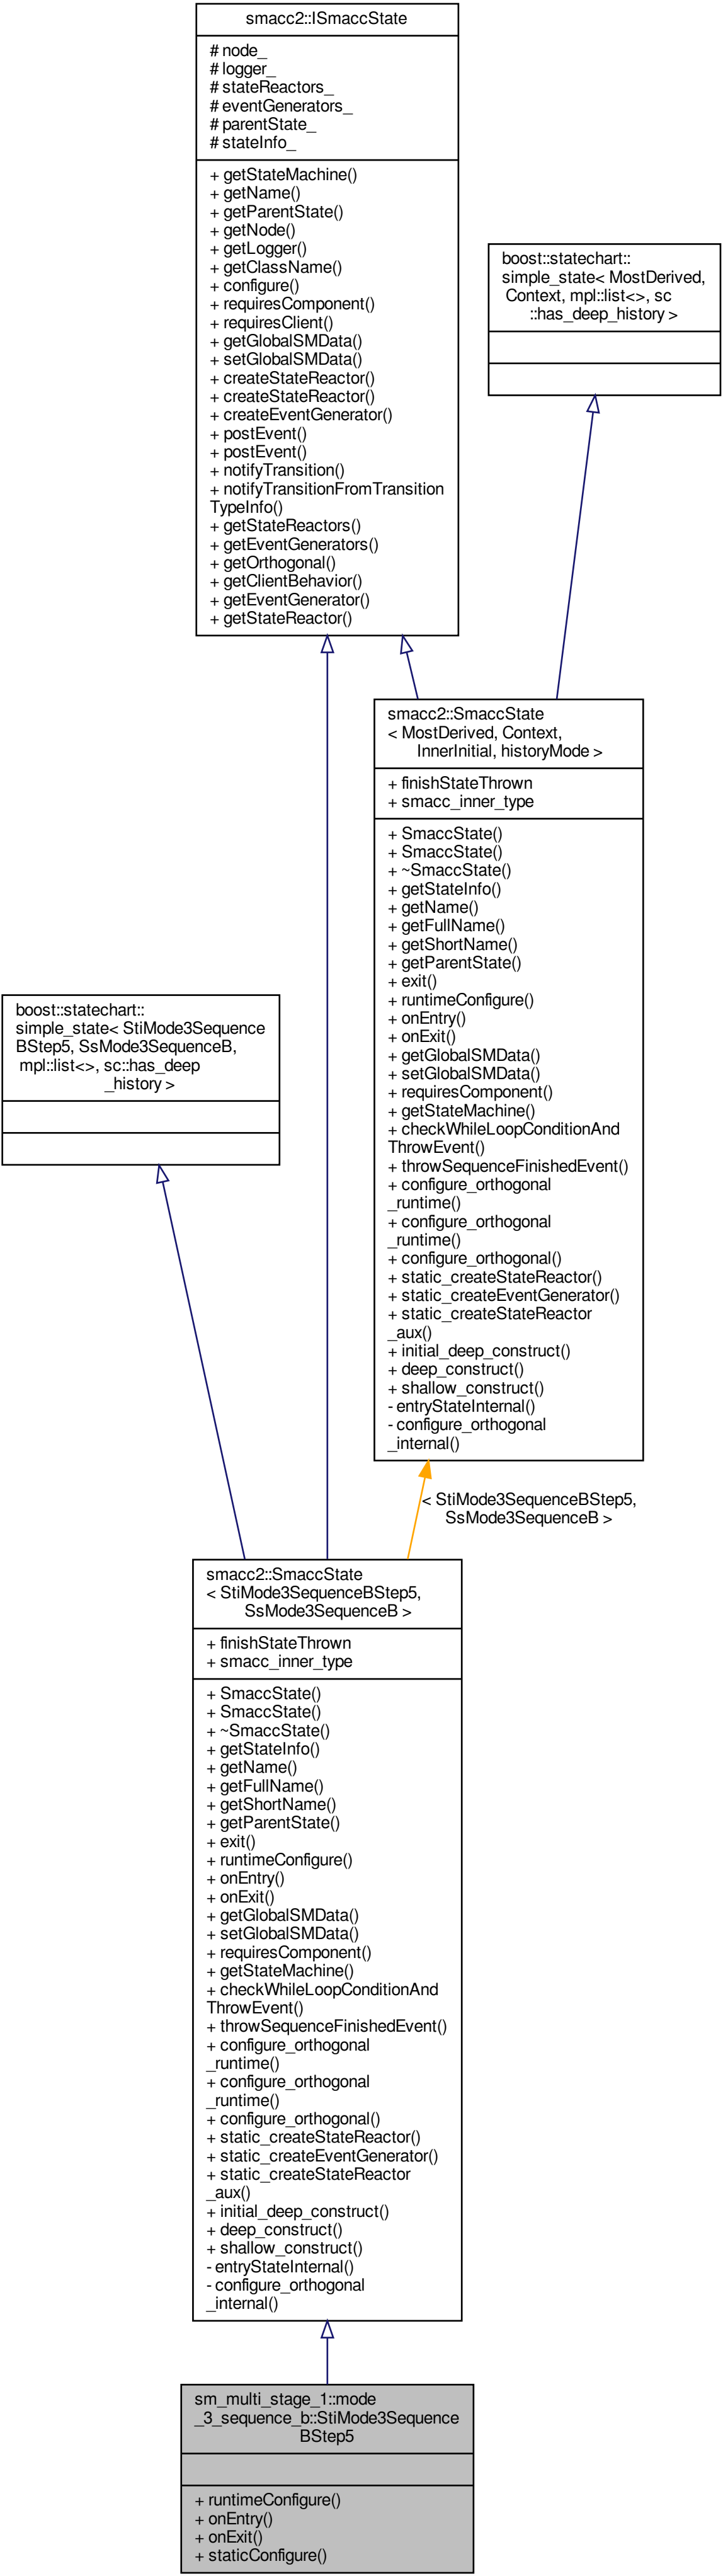 smacc2::ISmaccState
# node_
# logger_
# stateReactors_
# eventGenerators_
# parentState_
# stateInfo_
+ getStateMachine()
+ getName()
+ getParentState()
+ getNode()
+ getLogger()
+ getClassName()
+ configure()
+ requiresComponent()
+ requiresClient()
+ getGlobalSMData()
+ setGlobalSMData()
+ createStateReactor()
+ createStateReactor()
+ createEventGenerator()
+ postEvent()
+ postEvent()
+ notifyTransition()
+ notifyTransitionFromTransition
TypeInfo()
+ getStateReactors()
+ getEventGenerators()
+ getOrthogonal()
+ getClientBehavior()
+ getEventGenerator()
+ getStateReactor()
boost::statechart::
simple_state< MostDerived,
Context, mpl::list<>, sc
::has_deep_history >
smacc2::SmaccState
< MostDerived, Context,
InnerInitial, historyMode >
+ finishStateThrown
+ smacc_inner_type
+ SmaccState()
+ SmaccState()
+ ~SmaccState()
+ getStateInfo()
+ getName()
+ getFullName()
+ getShortName()
+ getParentState()
+ exit()
+ runtimeConfigure()
+ onEntry()
+ onExit()
+ getGlobalSMData()
+ setGlobalSMData()
+ requiresComponent()
+ getStateMachine()
+ checkWhileLoopConditionAnd
ThrowEvent()
+ throwSequenceFinishedEvent()
+ configure_orthogonal
_runtime()
+ configure_orthogonal
_runtime()
+ configure_orthogonal()
+ static_createStateReactor()
+ static_createEventGenerator()
+ static_createStateReactor
_aux()
+ initial_deep_construct()
+ deep_construct()
+ shallow_construct()
- entryStateInternal()
- configure_orthogonal
_internal()
boost::statechart::
simple_state< StiMode3Sequence
BStep5, SsMode3SequenceB,
mpl::list<>, sc::has_deep
_history >
< StiMode3SequenceBStep5,
SsMode3SequenceB >
smacc2::SmaccState
< StiMode3SequenceBStep5,
SsMode3SequenceB >
+ finishStateThrown
+ smacc_inner_type
+ SmaccState()
+ SmaccState()
+ ~SmaccState()
+ getStateInfo()
+ getName()
+ getFullName()
+ getShortName()
+ getParentState()
+ exit()
+ runtimeConfigure()
+ onEntry()
+ onExit()
+ getGlobalSMData()
+ setGlobalSMData()
+ requiresComponent()
+ getStateMachine()
+ checkWhileLoopConditionAnd
ThrowEvent()
+ throwSequenceFinishedEvent()
+ configure_orthogonal
_runtime()
+ configure_orthogonal
_runtime()
+ configure_orthogonal()
+ static_createStateReactor()
+ static_createEventGenerator()
+ static_createStateReactor
_aux()
+ initial_deep_construct()
+ deep_construct()
+ shallow_construct()
- entryStateInternal()
- configure_orthogonal
_internal()
sm_multi_stage_1::mode
_3_sequence_b::StiMode3Sequence
BStep5
+ runtimeConfigure()
+ onEntry()
+ onExit()
+ staticConfigure()